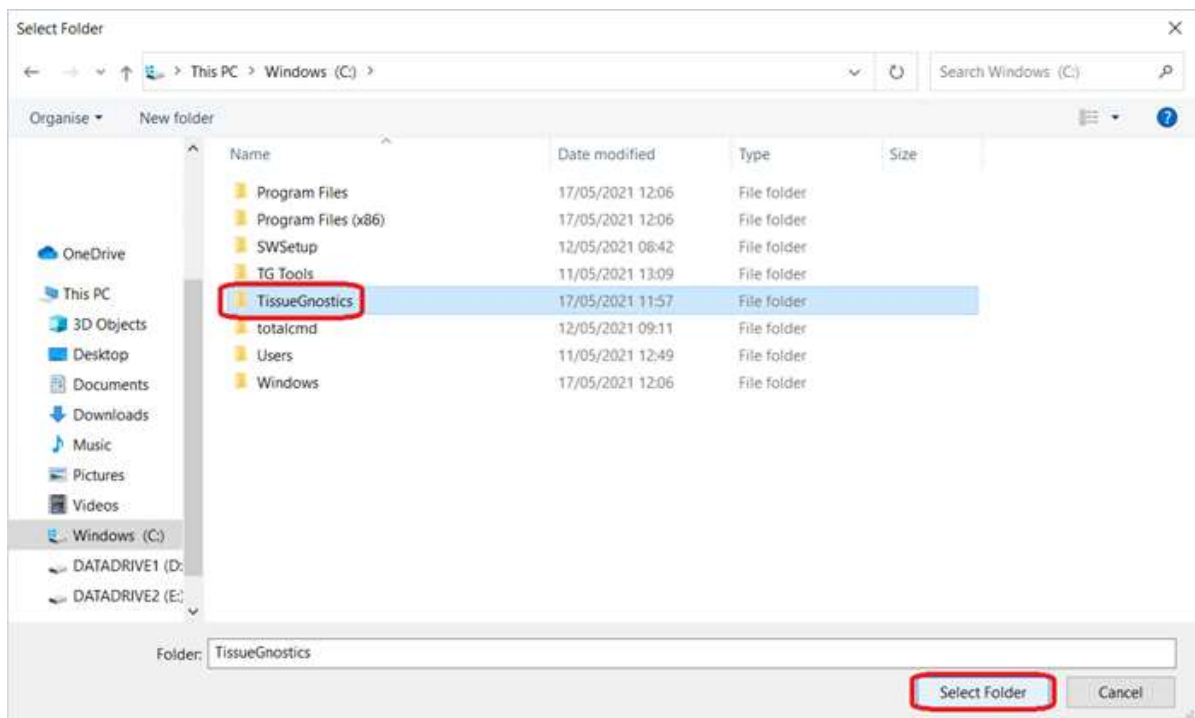 Select Folder
This PC > Windows (C:) >
Search Windows (C:)
Organise
New folder
Name Date modified Type Size
Program Files 17/05/2021 12:06 File folder
Program Files (x86) 17/05/2021 12:06 File folder
SWSetup 12/05/2021 08:42 File folder
TG Tools 11/05/2021 13:09 File folder
TissueGnostics 17/05/2021 11:57 File folder
totalcmd 12/05/2021 09:11 File folder
Users 11/05/2021 12:49 File folder
Windows 17/05/2021 12:06 File folder
OneDrive
This PC
3D Objects
Desktop
Documents
Downloads
Music
Pictures
Videos
Windows (C:)
DATADRIVE1 (D:
DATADRIVE2 (E:
Folder: TissueGnostics
Select Folder Cancel